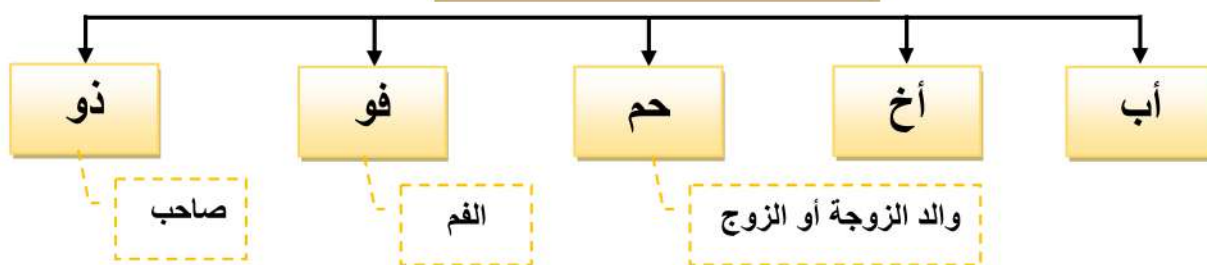 أب أخ حم فو ذو
والد الزوجة أو الزوج الفم صاحب